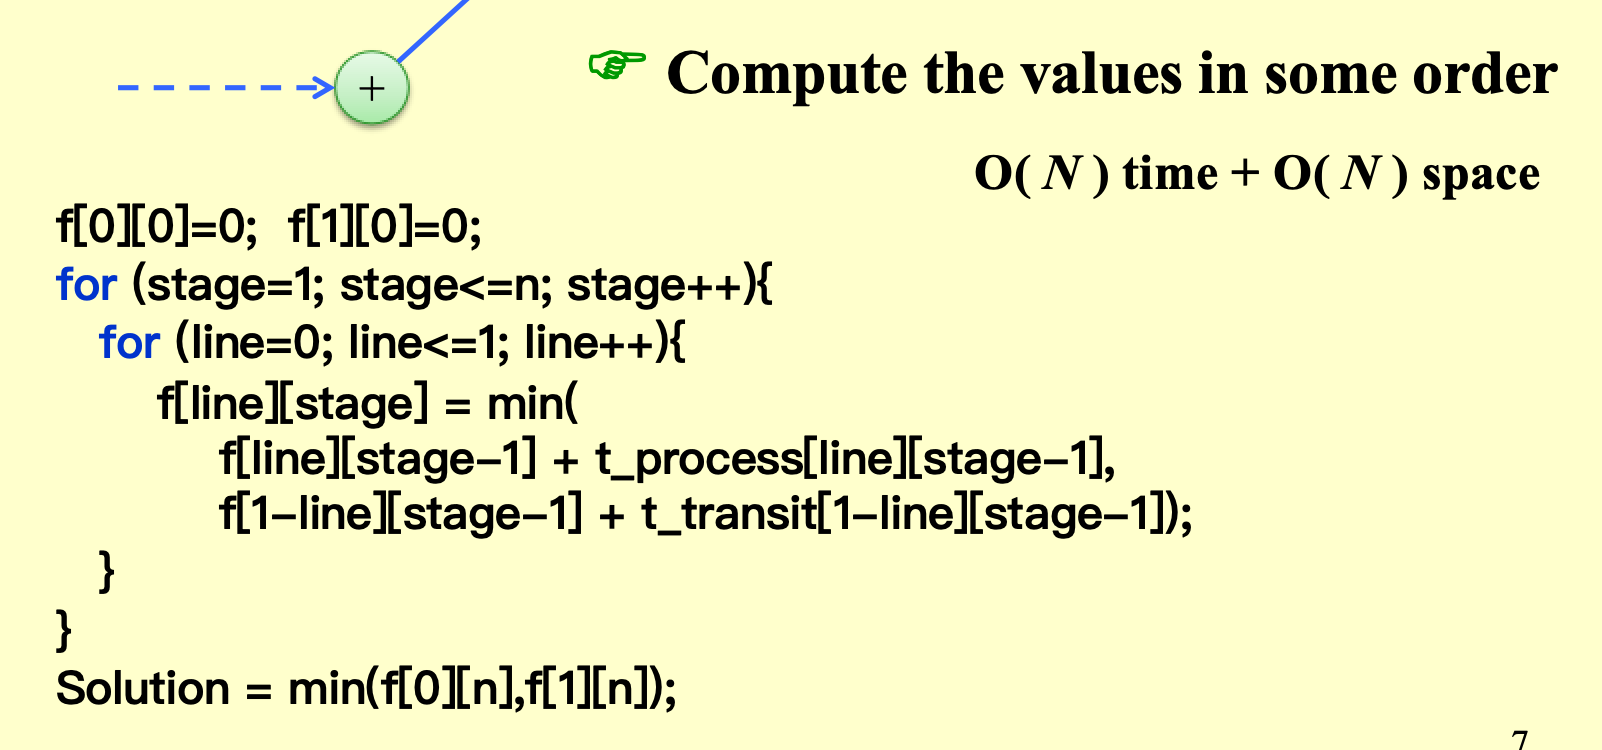 +
☞ Compute the values in some order
O( N ) time + O( N ) space
f[0][0]=0;  f[1][0]=0;
for (stage=1; stage<=n; stage++){
  for (line=0; line<=1; line++){
    f[line][stage] = min(
      f[line][stage–1] + t_process[line][stage–1],
      f[1–line][stage–1] + t_transit[1–line][stage–1]);
  }
}
Solution = min(f[0][n],f[1][n]);
7